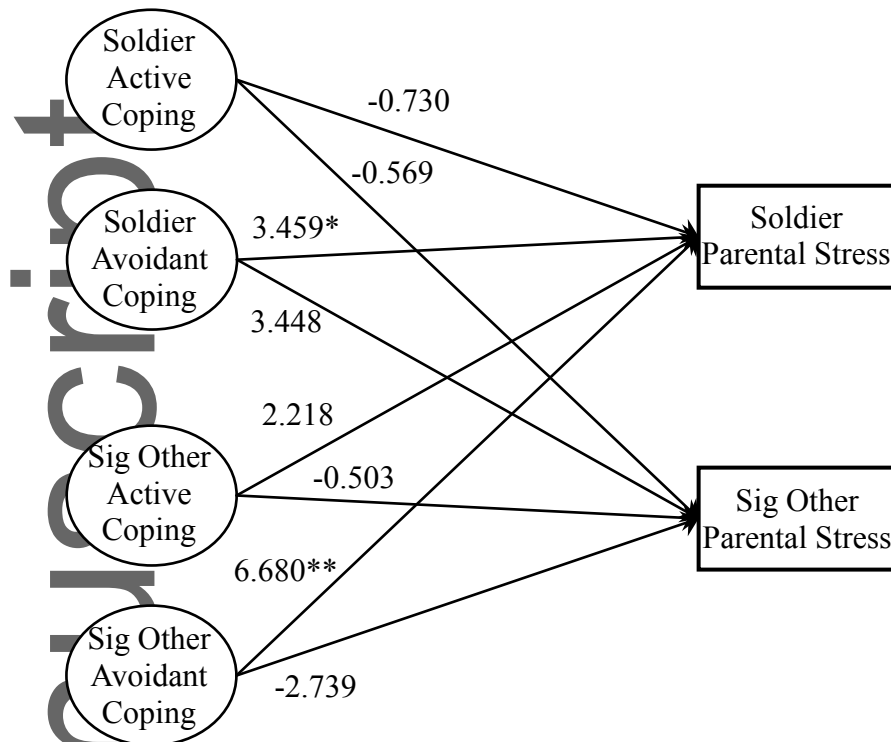 Soldier
Active
Coping
-0.730
-0.569
Soldier
Avoidant
Coping
3.459*
3.448
Soldier
Parental Stress
Sig Other
Active
Coping
2.218
-0.503
Sig Other
Parental Stress
Sig Other
Avoidant
Coping
6.680**
-2.739